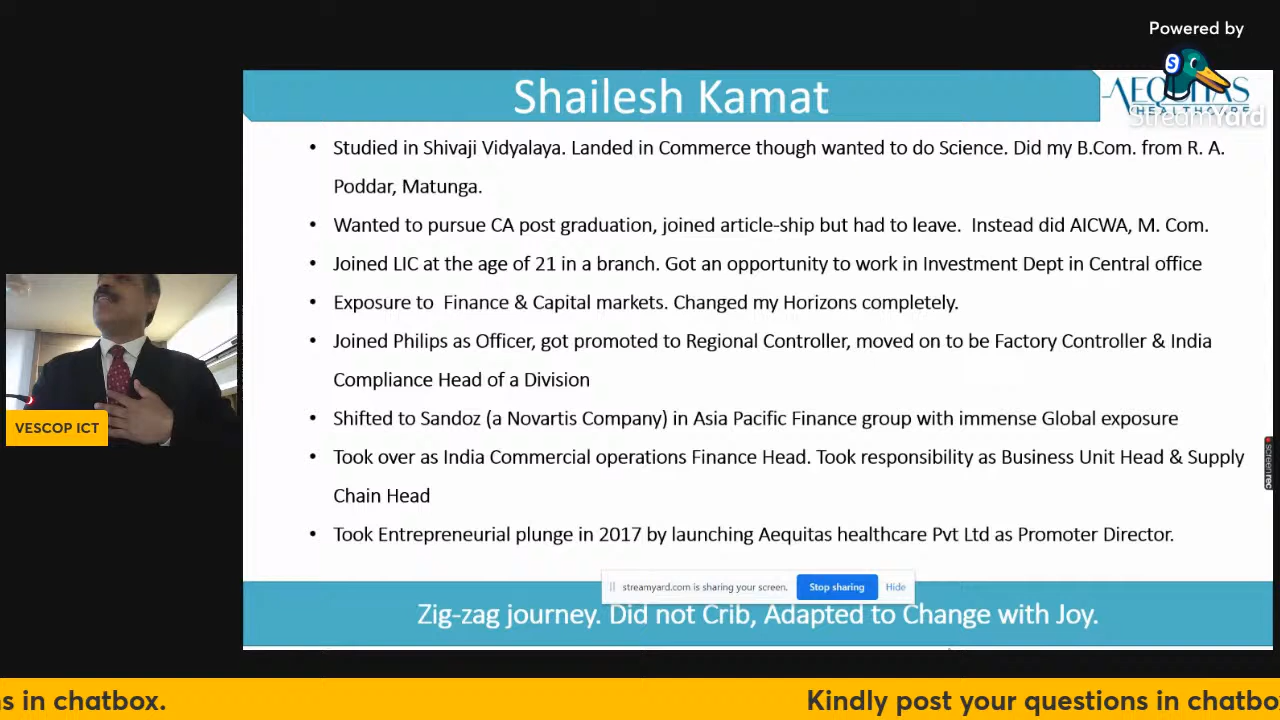 Powered by
StreamYard
AEQUITAS
HEALTHCARE
Shailesh Kamat
• Studied in Shivaji Vidyalaya. Landed in Commerce though wanted to do Science. Did my B.Com. from R. A.
Poddar, Matunga.
• Wanted to pursue CA post graduation, joined article-ship but had to leave. Instead did AICWA, M. Com.
• Joined LIC at the age of 21 in a branch. Got an opportunity to work in Investment Dept in Central office
• Exposure to Finance & Capital markets. Changed my Horizons completely.
• Joined Philips as Officer, got promoted to Regional Controller, moved on to be Factory Controller & India
Compliance Head of a Division
• Shifted to Sandoz (a Novartis Company) in Asia Pacific Finance group with immense Global exposure
• Took over as India Commercial operations Finance Head. Took responsibility as Business Unit Head & Supply
Chain Head
• Took Entrepreneurial plunge in 2017 by launching Aequitas healthcare Pvt Ltd as Promoter Director.
VESCOP ICT
screenrec
streamyard.com is sharing your screen. Stop sharing Hide
Zig-zag journey. Did not Crib, Adapted to Change with Joy.
s in chatbox. Kindly post your questions in chatbo